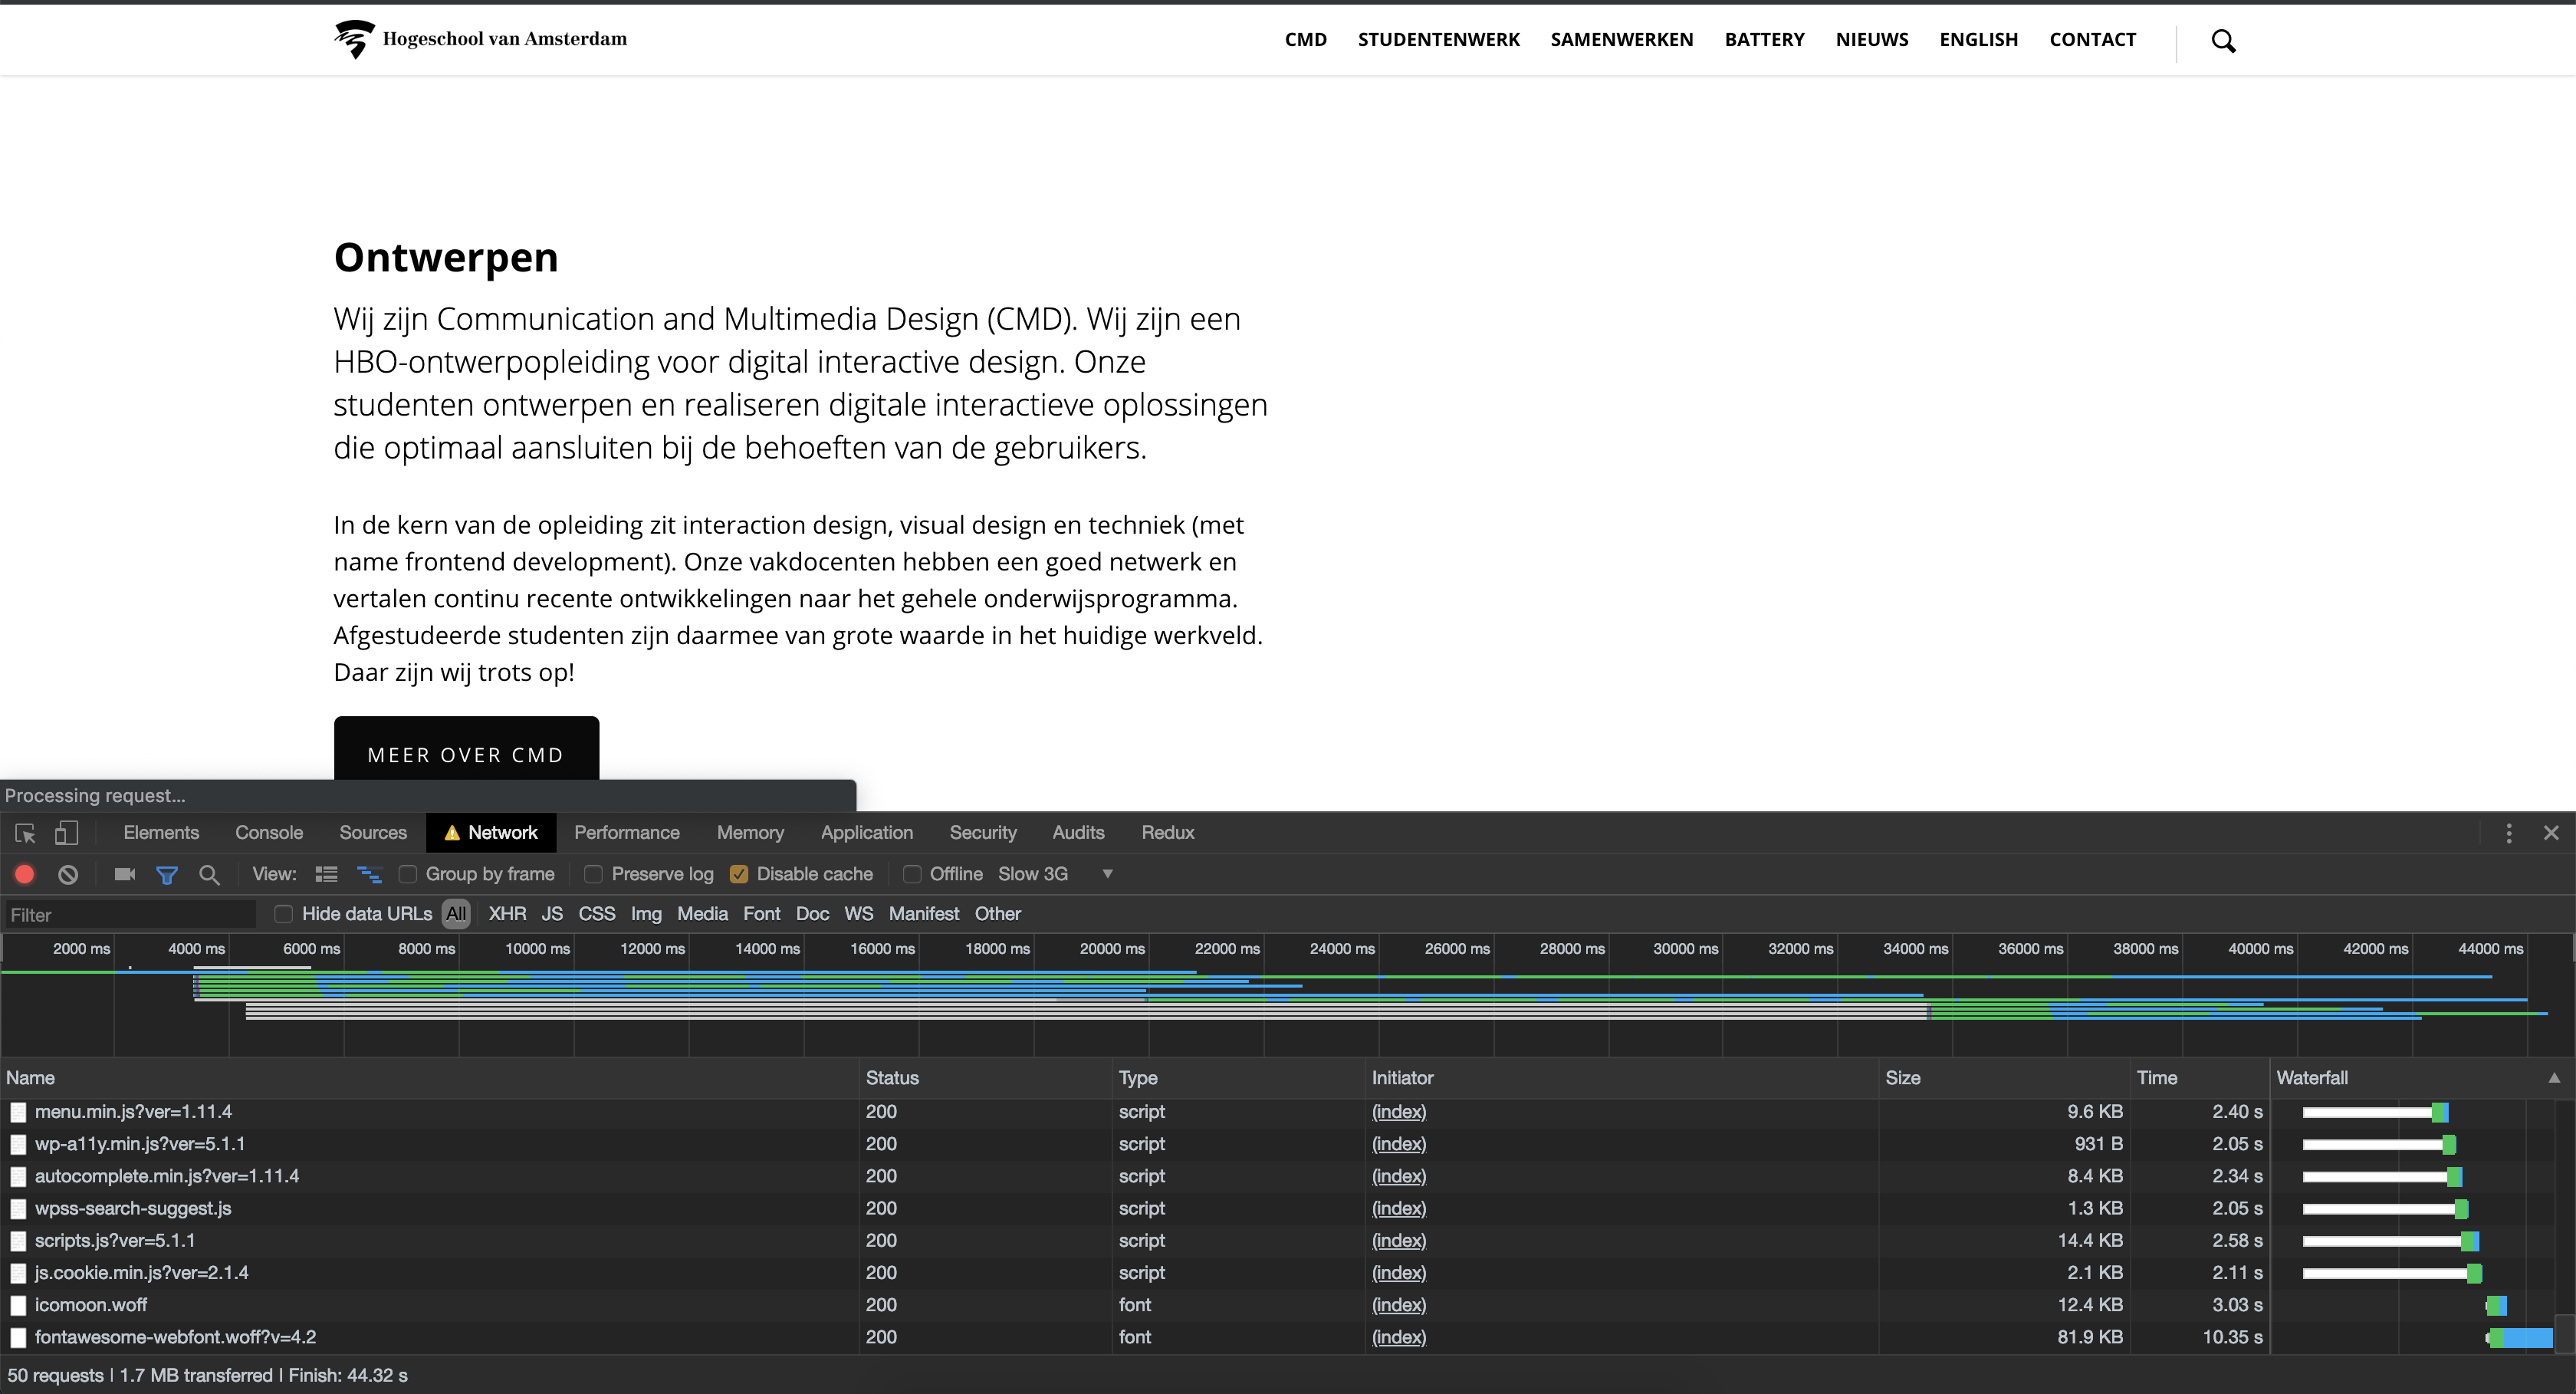 Hogeschool van Amsterdam
CMD STUDENTENWERK SAMENWERKEN BATTERY NIEUWS ENGLISH CONTACT
Ontwerpen
Wij zijn Communication and Multimedia Design (CMD). Wij zijn een
HBO-ontwerpopleiding voor digital interactive design. Onze
studenten ontwerpen en realiseren digitale interactieve oplossingen
die optimaal aansluiten bij de behoeften van de gebruikers.
In de kern van de opleiding zit interaction design, visual design en techniek (met
name frontend development). Onze vakdocenten hebben een goed netwerk en
vertalen continu recente ontwikkelingen naar het gehele onderwijsprogramma.
Afgestudeerde studenten zijn daarmee van grote waarde in het huidige werkveld.
Daar zijn wij trots op!
MEER OVER CMD
Processing request...
Elements Console Sources Network Performance Memory Application Security Audits Redux
View: Group by frame Preserve log Disable cache Offline Slow 3G
Filter Hide data URLs All XHR JS CSS Img Media Font Doc WS Manifest Other
2000 ms 4000 ms 6000 ms 8000 ms 10000 ms 12000 ms 14000 ms 16000 ms 18000 ms 20000 ms 22000 ms 24000 ms 26000 ms 28000 ms 30000 ms 32000 ms 34000 ms 36000 ms 38000 ms 40000 ms 42000 ms 44000 ms
Name Status Type Initiator Size Time Waterfall
menu.min.js?ver=1.11.4 200 script (index) 9.6 KB 2.40 s
wp-a11y.min.js?ver=5.1.1 200 script (index) 931 B 2.05 s
autocomplete.min.js?ver=1.11.4 200 script (index) 8.4 KB 2.34 s
wpss-search-suggest.js 200 script (index) 1.3 KB 2.05 s
scripts.js?ver=5.1.1 200 script (index) 14.4 KB 2.58 s
js.cookie.min.js?ver=2.1.4 200 script (index) 2.1 KB 2.11 s
icomoon.woff 200 font (index) 12.4 KB 3.03 s
fontawesome-webfont.woff?v=4.2 200 font (index) 81.9 KB 10.35 s
50 requests | 1.7 MB transferred | Finish: 44.32 s